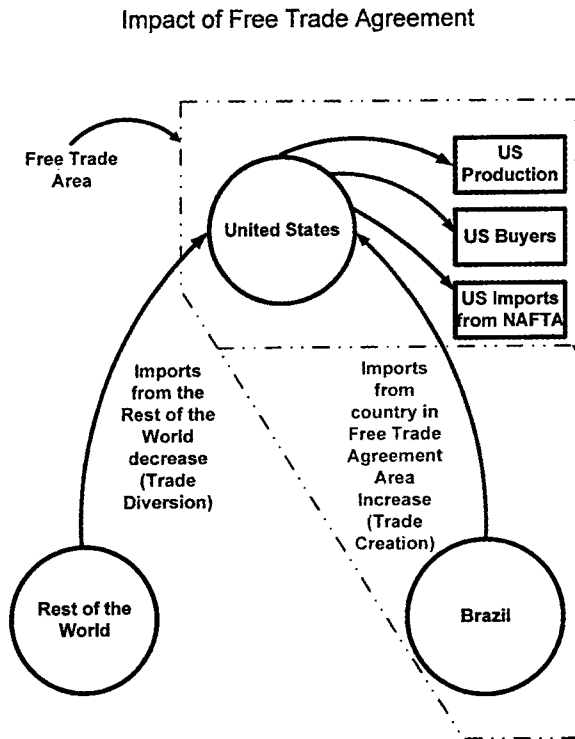 Impact of Free Trade Agreement
Free Trade
Area
United States
US
Production
US Buyers
US Imports
from NAFTA
Imports
from the
Rest of the
World
decrease
(Trade
Diversion)
Imports
from
country in
Free Trade
Agreement
Area
Increase
(Trade
Creation)
Rest of the
World
Brazil